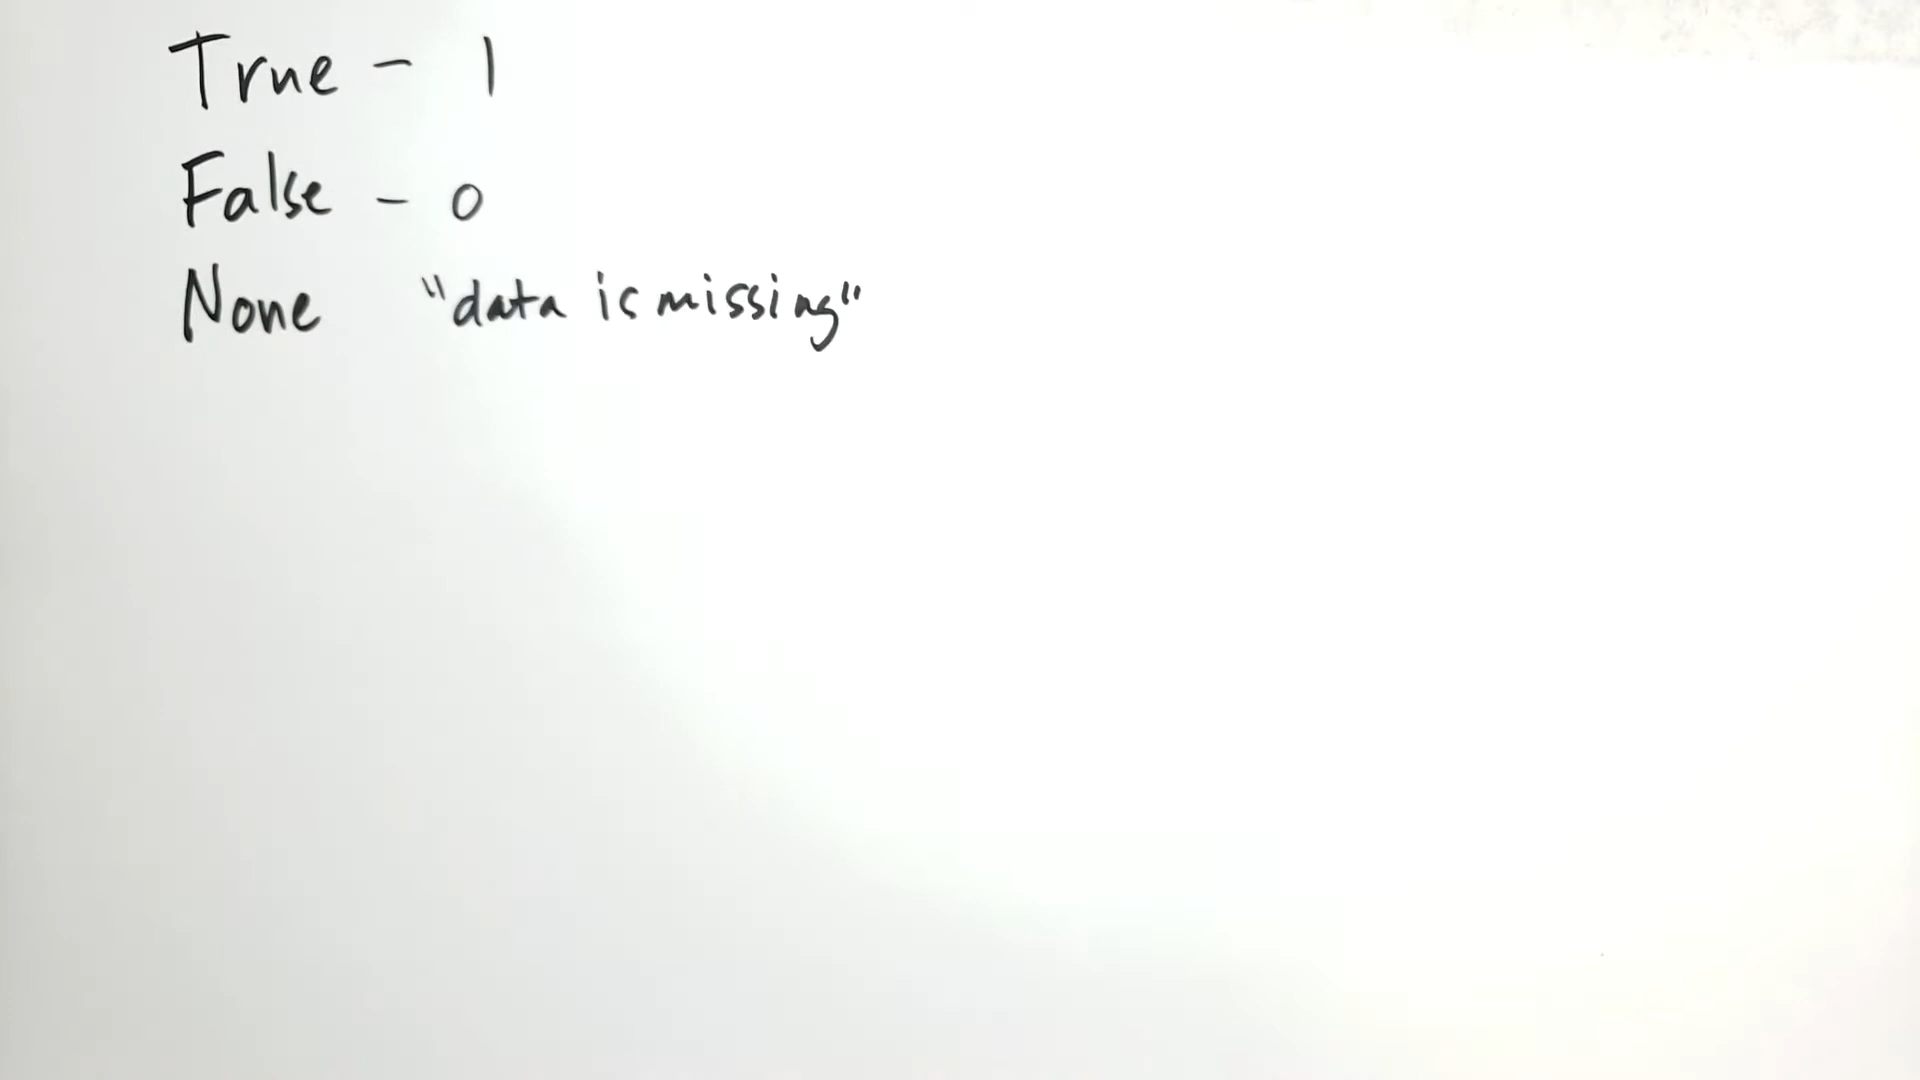 True - 1
False - 0
None "data is missing"